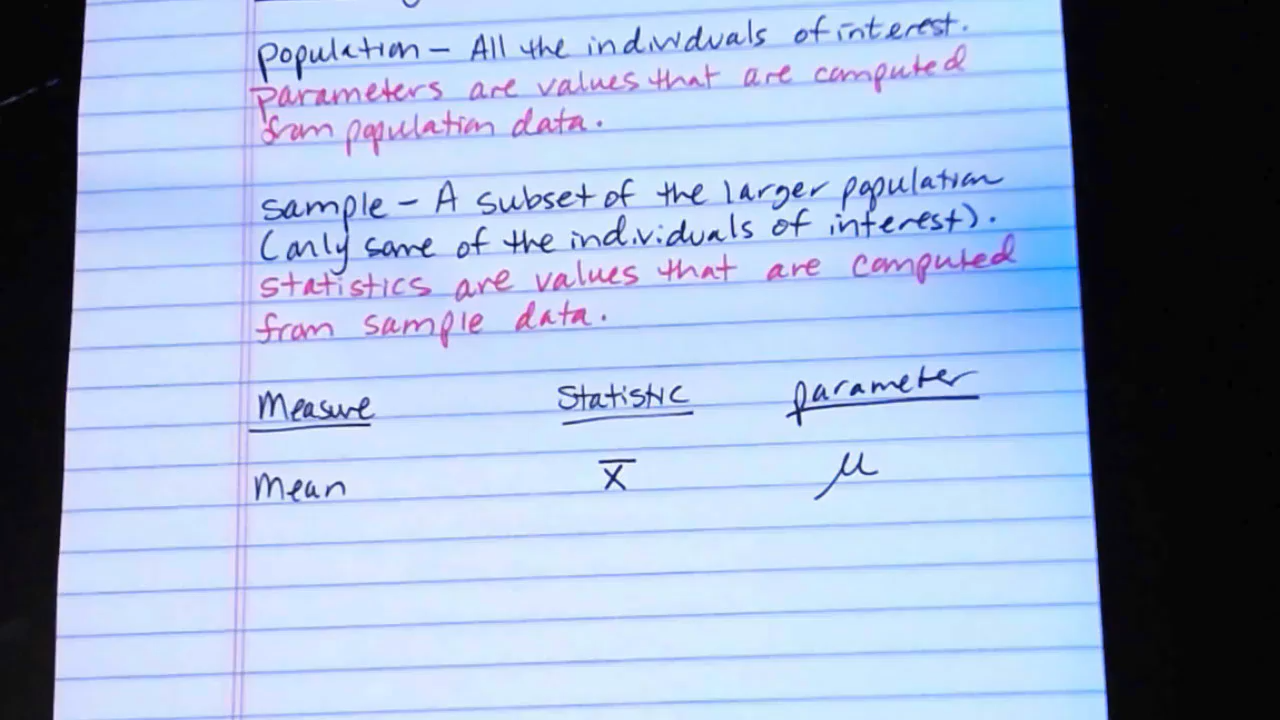 population - All the individuals of interest.
parameters are values that are computed
from population data.
sample - A subset of the larger population
(only some of the individuals of interest).
statistics are values that are computed
from sample data.
Measure Statistic parameter
Mean x̅ μ